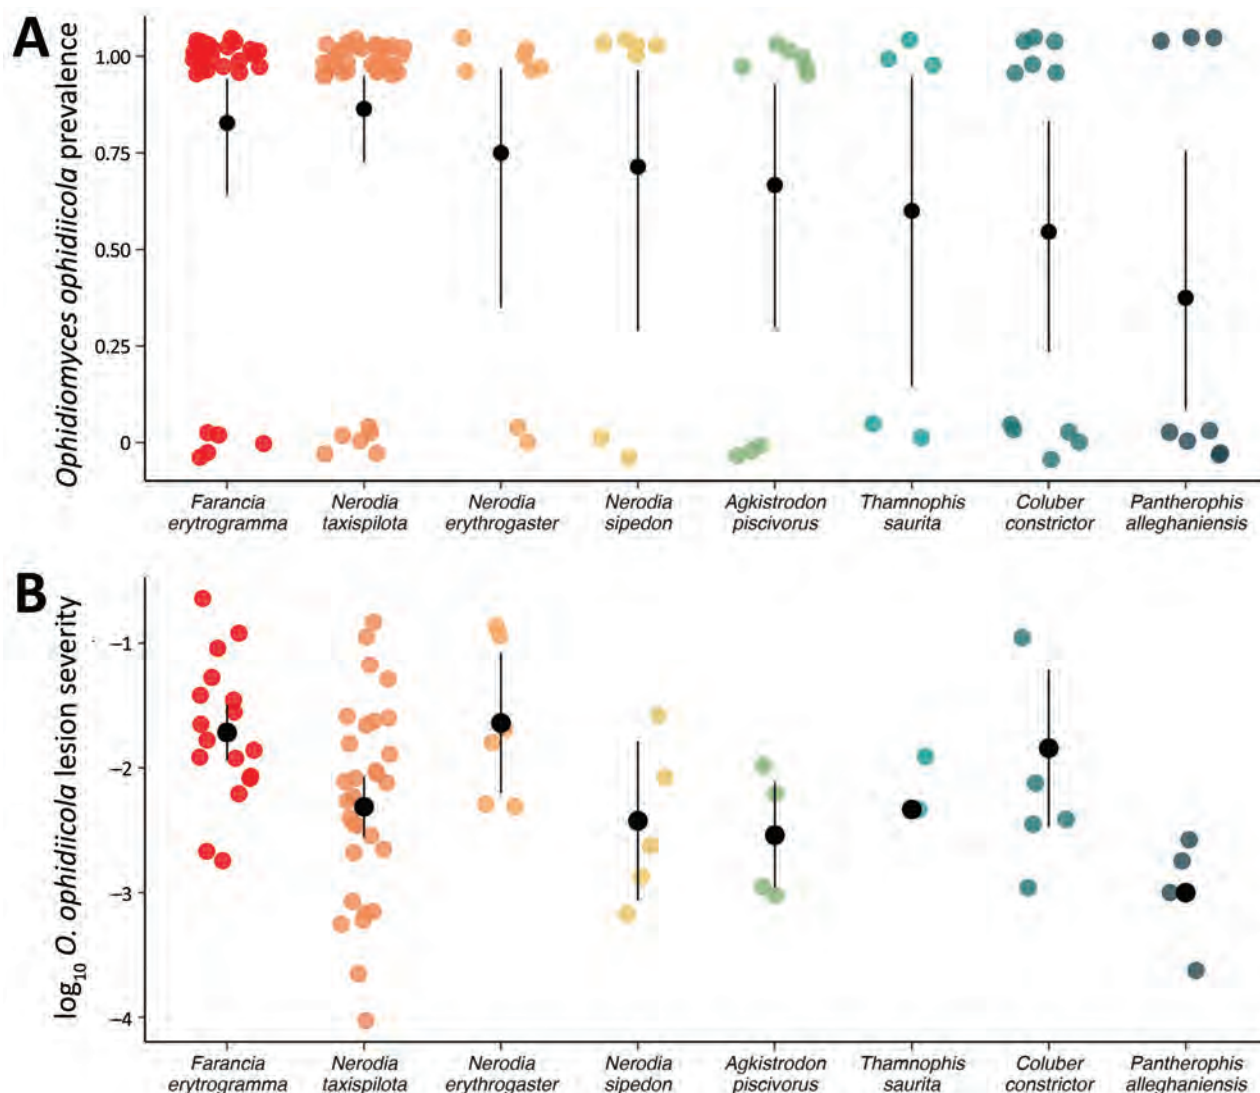 A
Ophidiomyces ophidiicola prevalence
1.00
0.75
0.50
0.25
0
Farancia erytrogramma
Nerodia taxispilota
Nerodia erythrogaster
Nerodia sipedon
Agkistrodon piscivorus
Thamnophis saurita
Coluber constrictor
Pantherophis alleghaniensis
B
log₁₀ O. ophidiicola lesion severity
−1
−2
−3
−4
Farancia erytrogramma
Nerodia taxispilota
Nerodia erythrogaster
Nerodia sipedon
Agkistrodon piscivorus
Thamnophis saurita
Coluber constrictor
Pantherophis alleghaniensis